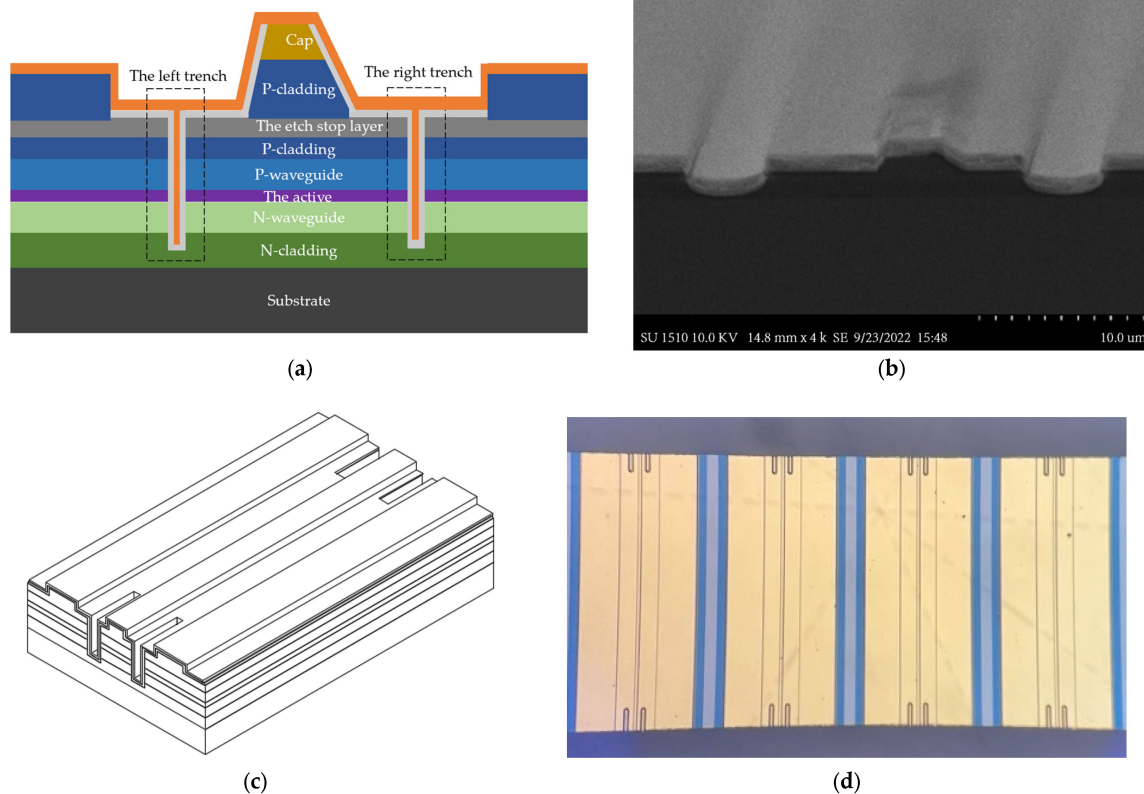 Cap
The left trench
The right trench
P-cladding
The etch stop layer
P-cladding
P-waveguide
The active
N-waveguide
N-cladding
Substrate
(a)
SU 1510 10.0 KV 14.8 mm x 4 k SE 9/23/2022 15:48
10.0 um
(b)
(c)
(d)